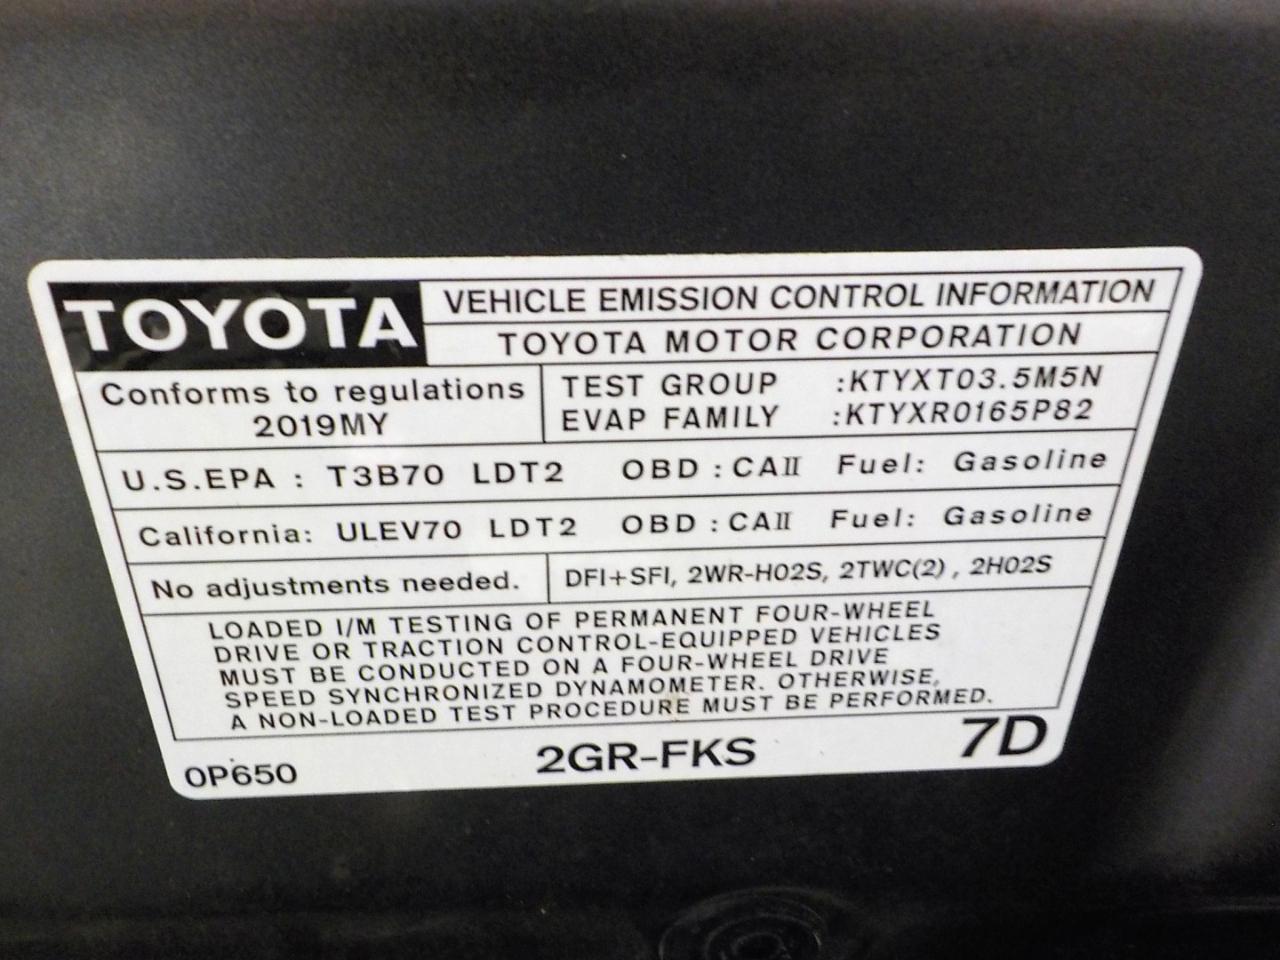 TOYOTA
VEHICLE EMISSION CONTROL INFORMATION
TOYOTA MOTOR CORPORATION
Conforms to regulations
2019MY
TEST GROUP :KTYXT03.5M5N
EVAP FAMILY :KTYXR0165P82
U.S.EPA : T3B70 LDT2 OBD : CAII Fuel: Gasoline
California: ULEV70 LDT2 OBD : CAII Fuel: Gasoline
No adjustments needed.
DFI+SFI, 2WR-HO2S, 2TWC(2) , 2HO2S
LOADED I/M TESTING OF PERMANENT FOUR-WHEEL
DRIVE OR TRACTION CONTROL-EQUIPPED VEHICLES
MUST BE CONDUCTED ON A FOUR-WHEEL DRIVE
SPEED SYNCHRONIZED DYNAMOMETER. OTHERWISE,
A NON-LOADED TEST PROCEDURE MUST BE PERFORMED.
0P650 2GR-FKS 7D